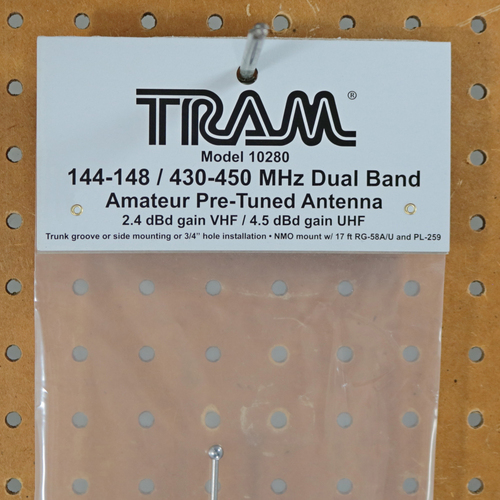 TRAM®
Model 10280
144-148 / 430-450 MHz Dual Band
Amateur Pre-Tuned Antenna
2.4 dBd gain VHF / 4.5 dBd gain UHF
Trunk groove or side mounting or 3/4" hole installation • NMO mount w/ 17 ft RG-58A/U and PL-259